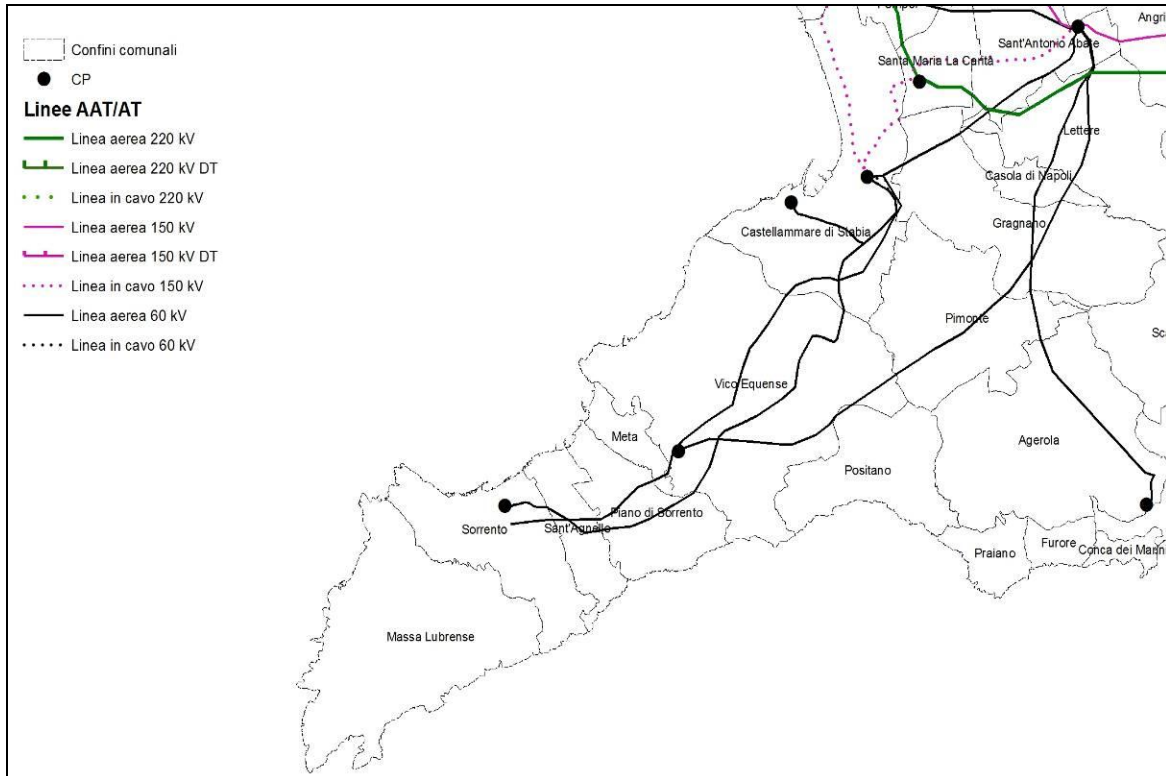 Confini comunali
CP
Linee AAT/AT
Linea aerea 220 kV
Linea aerea 220 kV DT
Linea in cavo 220 kV
Linea aerea 150 kV
Linea aerea 150 kV DT
Linea in cavo 150 kV
Linea aerea 60 kV
Linea in cavo 60 kV
Angri
Sant'Antonio Abate
Santa Maria La Carità
Lettere
Casola di Napoli
Gragnano
Castellammare di Stabia
Pimonte
Vico Equense
Meta
Agerola
Positano
Piano di Sorrento
Sorrento
Sant'Agnello
Furore
Praiano
Conca dei Marin
Massa Lubrense